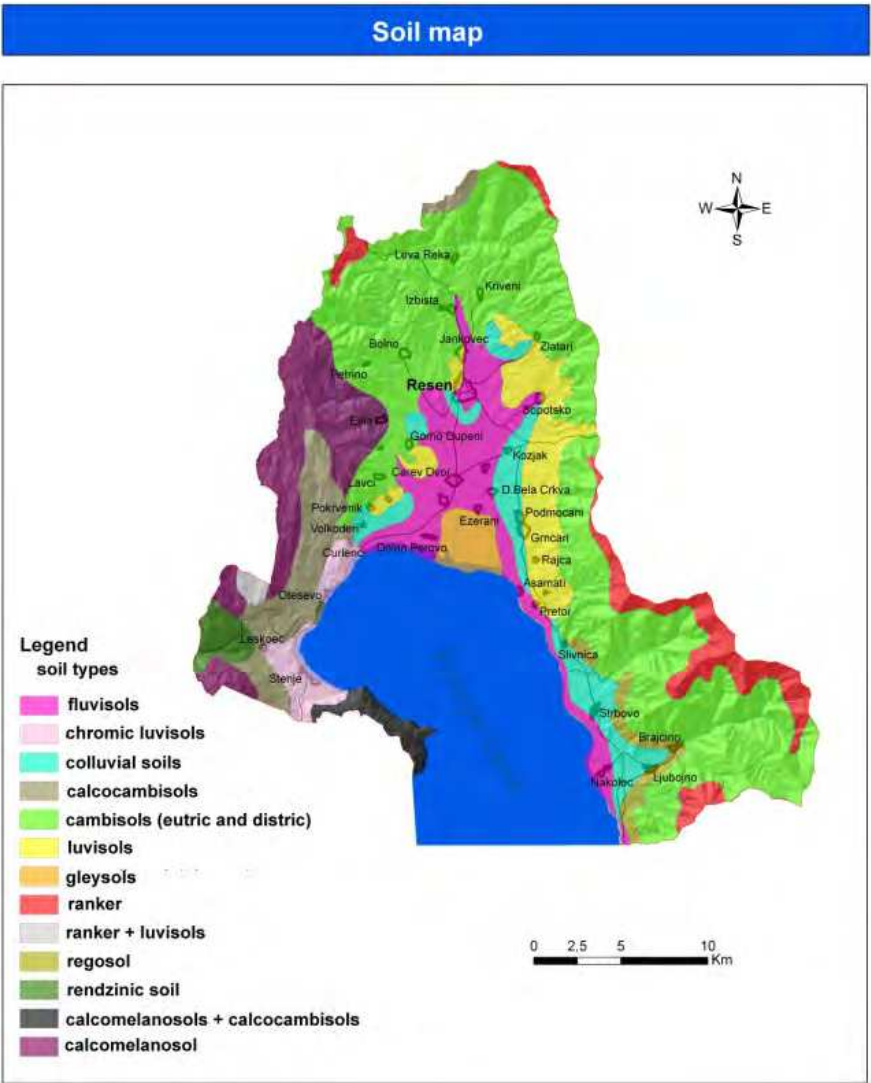 Soil map
N
W E
S
Leva Reka
Kriveni
Izbista
Jankovec
Zlatari
Bolno
Petrino
Resen
Sopotsko
Evla
Gorno Dupeni
Kozjak
Carev Dvor
Lavci
D.Bela Crkva
Pokrvenik
Podmocani
Ezerani
Volkoderi
Grncari
Dolno Perovo
Rajca
Asamati
Otesevo
Pretor
Leskoec
Slivnica
Stenje
Strbovo
Brajcino
Nakolec
Ljubojno
Legend
soil types
fluvisols
chromic luvisols
colluvial soils
calcocambisols
cambisols (eutric and distric)
luvisols
gleysols
ranker
ranker + luvisols
regosol
rendzinic soil
calcomelanosols + calcocambisols
calcomelanosol
0 2,5 5 10
Km